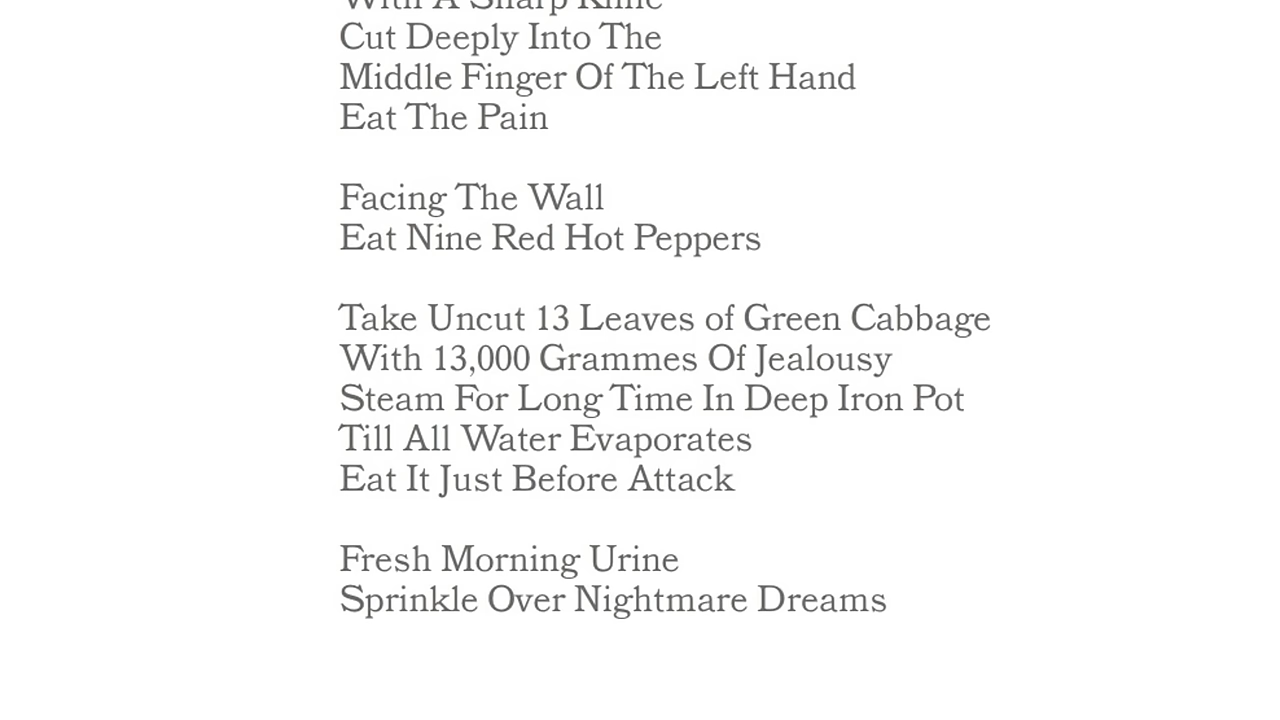 With A Sharp Knife
Cut Deeply Into The
Middle Finger Of The Left Hand
Eat The Pain
Facing The Wall
Eat Nine Red Hot Peppers
Take Uncut 13 Leaves of Green Cabbage
With 13,000 Grammes Of Jealousy
Steam For Long Time In Deep Iron Pot
Till All Water Evaporates
Eat It Just Before Attack
Fresh Morning Urine
Sprinkle Over Nightmare Dreams